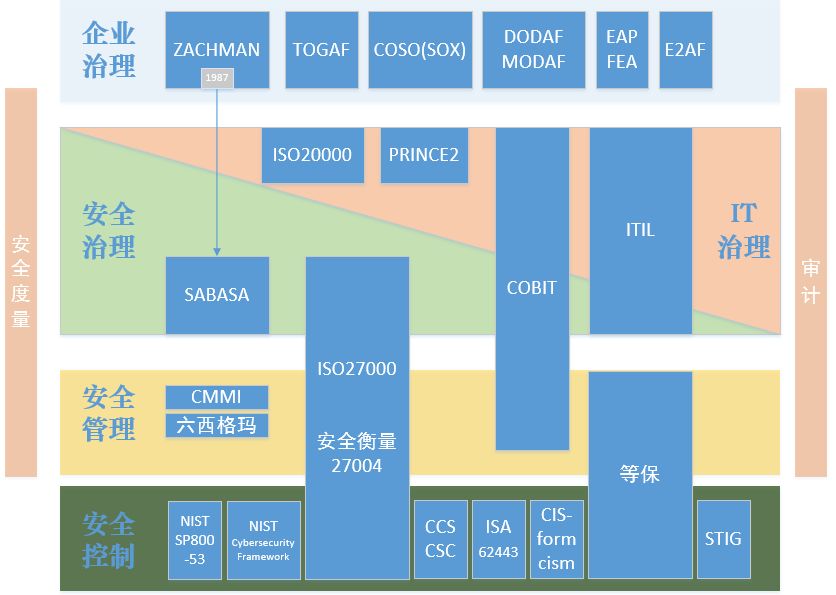 企业
治理
ZACHMAN
1987
TOGAF
COSO(SOX)
DODAF
MODAF
EAP
FEA
E2AF
安全度量
安全
治理
ISO20000
PRINCE2
COBIT
ITIL
IT
治理
审计
SABASA
ISO27000
安全衡量
27004
安全
管理
CMMI
六西格玛
等保
安全
控制
NIST
SP800
-53
NIST
Cybersecurity
Framework
CCS
CSC
ISA
62443
CIS-
form
cism
STIG